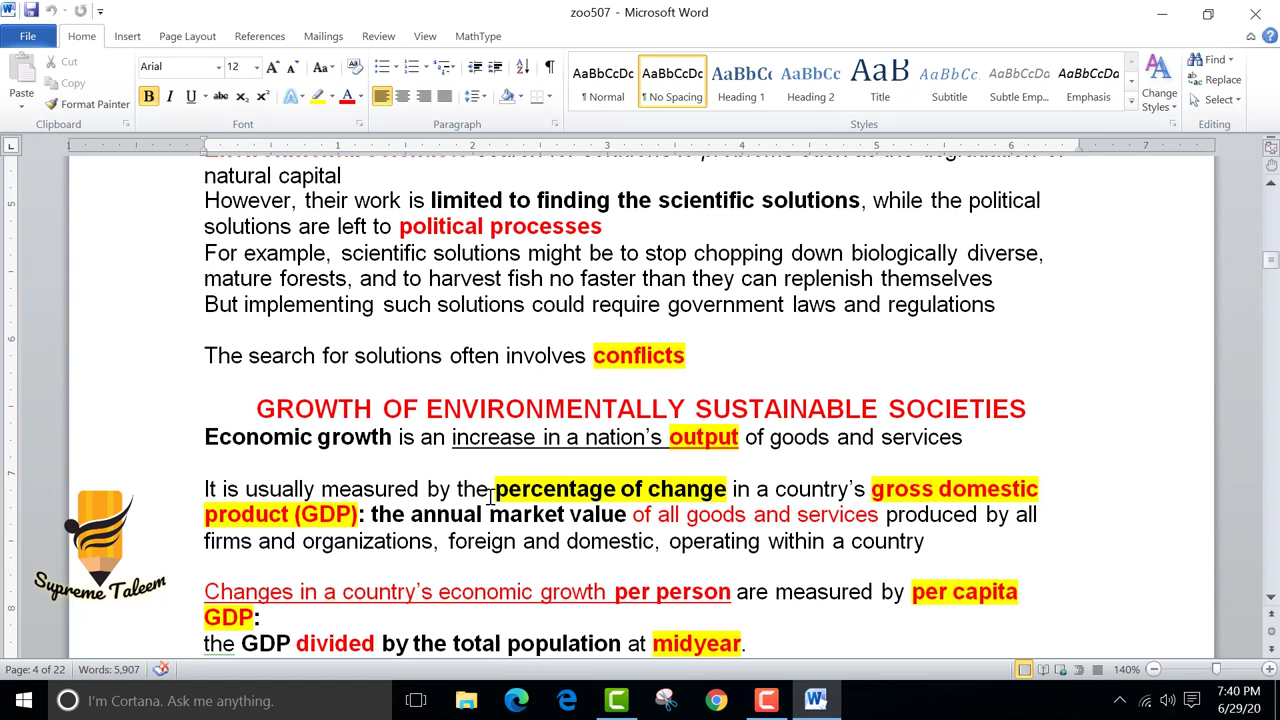 zoo507 - Microsoft Word
File Home Insert Page Layout References Mailings Review View MathType
Cut
Copy
Format Painter
Paste
Clipboard
Arial 12
Font
Paragraph
AaBbCcDc AaBbCcDc AaBbCc AaBbCc AaB AaBbCc. AaBbCcDc AaBbCcDc
¶ Normal ¶ No Spacing Heading 1 Heading 2 Title Subtitle Subtle Emp... Emphasis
Change Styles
Styles
Find
Replace
Select
Editing
1 1 2 3 4 5 6 7
natural capital
However, their work is limited to finding the scientific solutions, while the political
solutions are left to political processes
For example, scientific solutions might be to stop chopping down biologically diverse,
mature forests, and to harvest fish no faster than they can replenish themselves
But implementing such solutions could require government laws and regulations
The search for solutions often involves conflicts
GROWTH OF ENVIRONMENTALLY SUSTAINABLE SOCIETIES
Economic growth is an increase in a nation's output of goods and services
It is usually measured by the percentage of change in a country's gross domestic
product (GDP): the annual market value of all goods and services produced by all
firms and organizations, foreign and domestic, operating within a country
Changes in a country's economic growth per person are measured by per capita
GDP:
the GDP divided by the total population at midyear.
Supreme Taleem
Page: 4 of 22 Words: 5,907 140%
I'm Cortana. Ask me anything.
7:40 PM
6/29/20